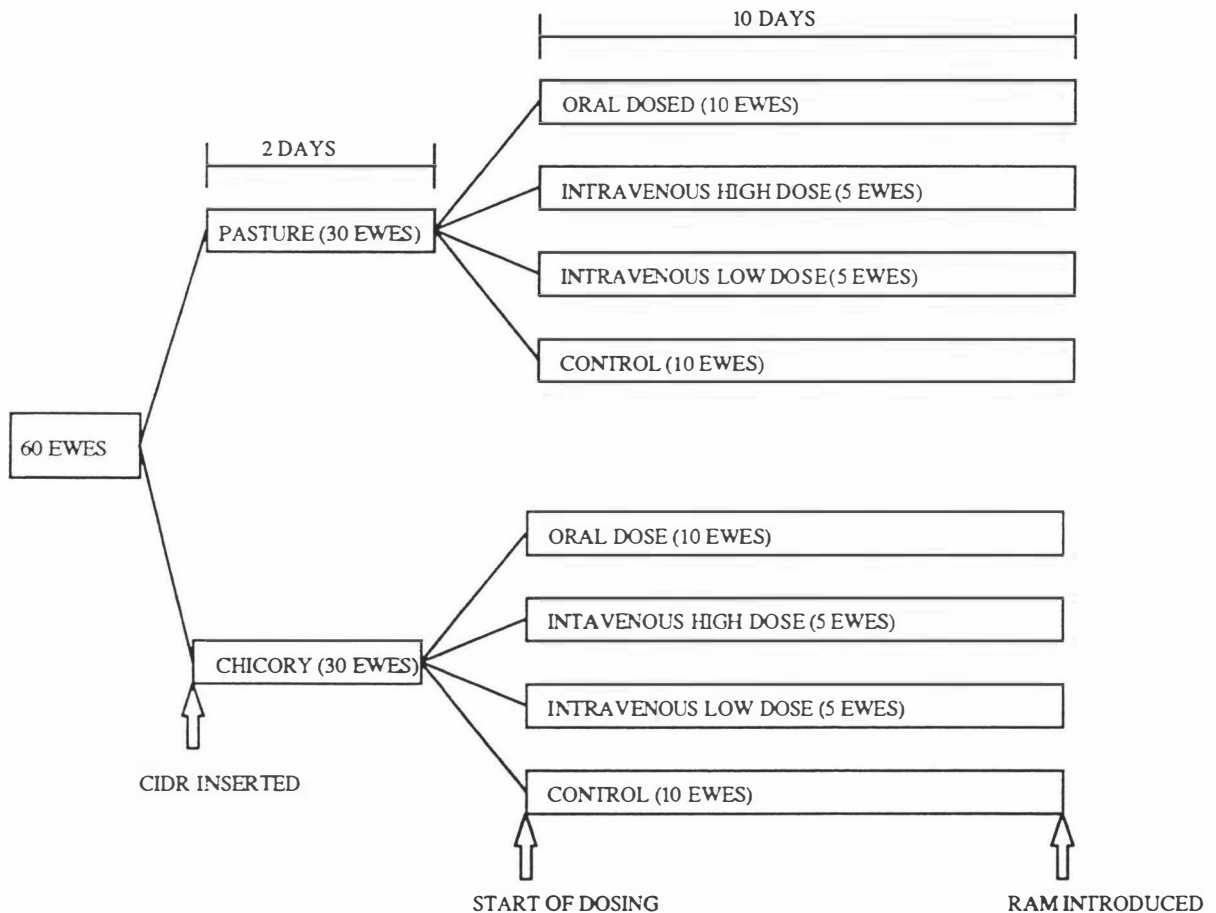 10 DAYS
ORAL DOSED (10 EWES)
2 DAYS
INTRAVENOUS HIGH DOSE (5 EWES)
PASTURE (30 EWES)
INTRAVENOUS LOW DOSE (5 EWES)
CONTROL (10 EWES)
60 EWES
ORAL DOSE (10 EWES)
INTAVENOUS HIGH DOSE (5 EWES)
CHICORY (30 EWES)
INTRAVENOUS LOW DOSE (5 EWES)
CIDR INSERTED
CONTROL (10 EWES)
START OF DOSING
RAM INTRODUCED